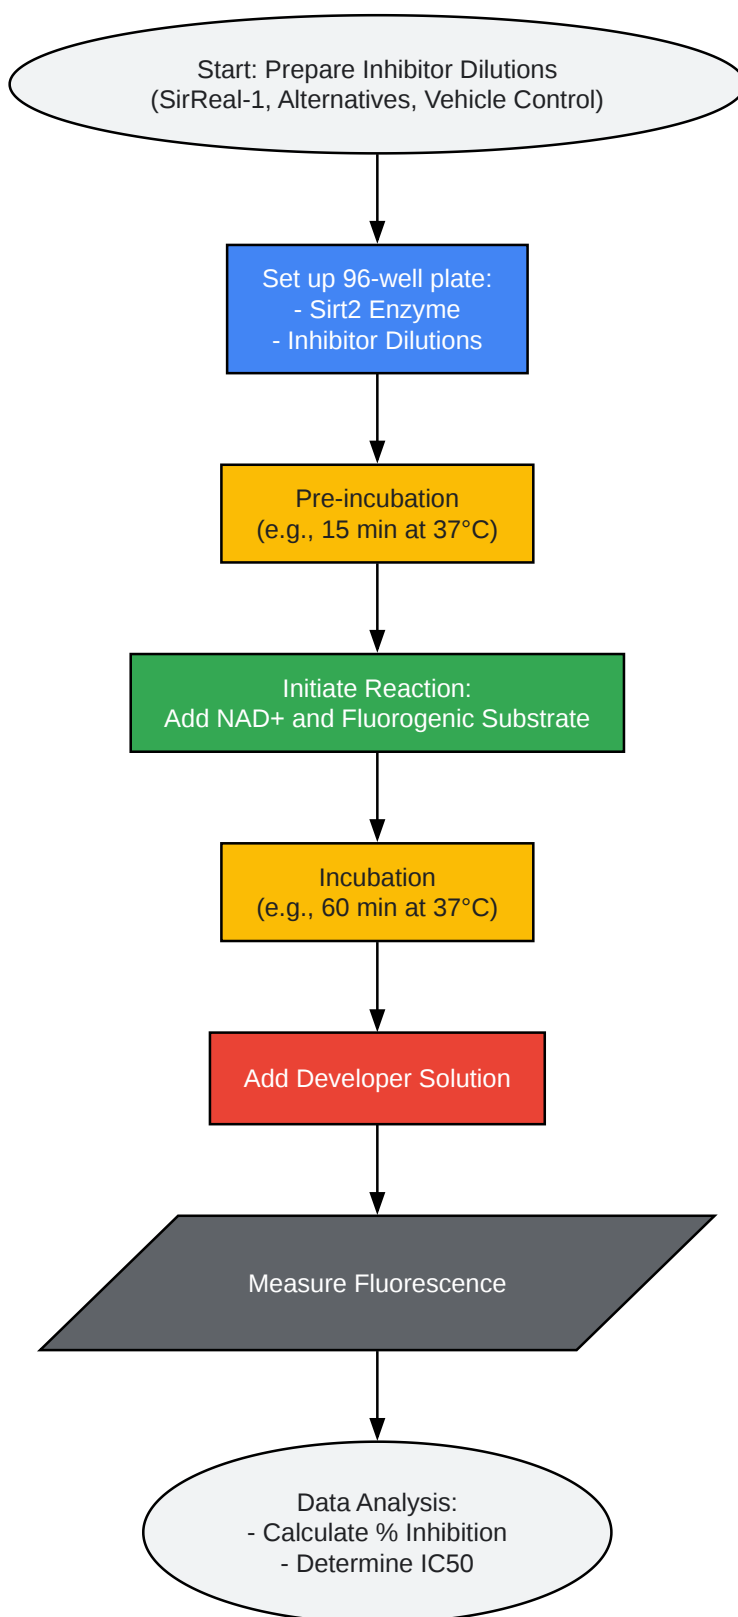 Start: Prepare Inhibitor Dilutions
(SirReal-1, Alternatives, Vehicle Control)
Set up 96-well plate:
- Sirt2 Enzyme
- Inhibitor Dilutions
Pre-incubation
(e.g., 15 min at 37°C)
Initiate Reaction:
Add NAD+ and Fluorogenic Substrate
Incubation
(e.g., 60 min at 37°C)
Add Developer Solution
Measure Fluorescence
Data Analysis:
- Calculate % Inhibition
- Determine IC50